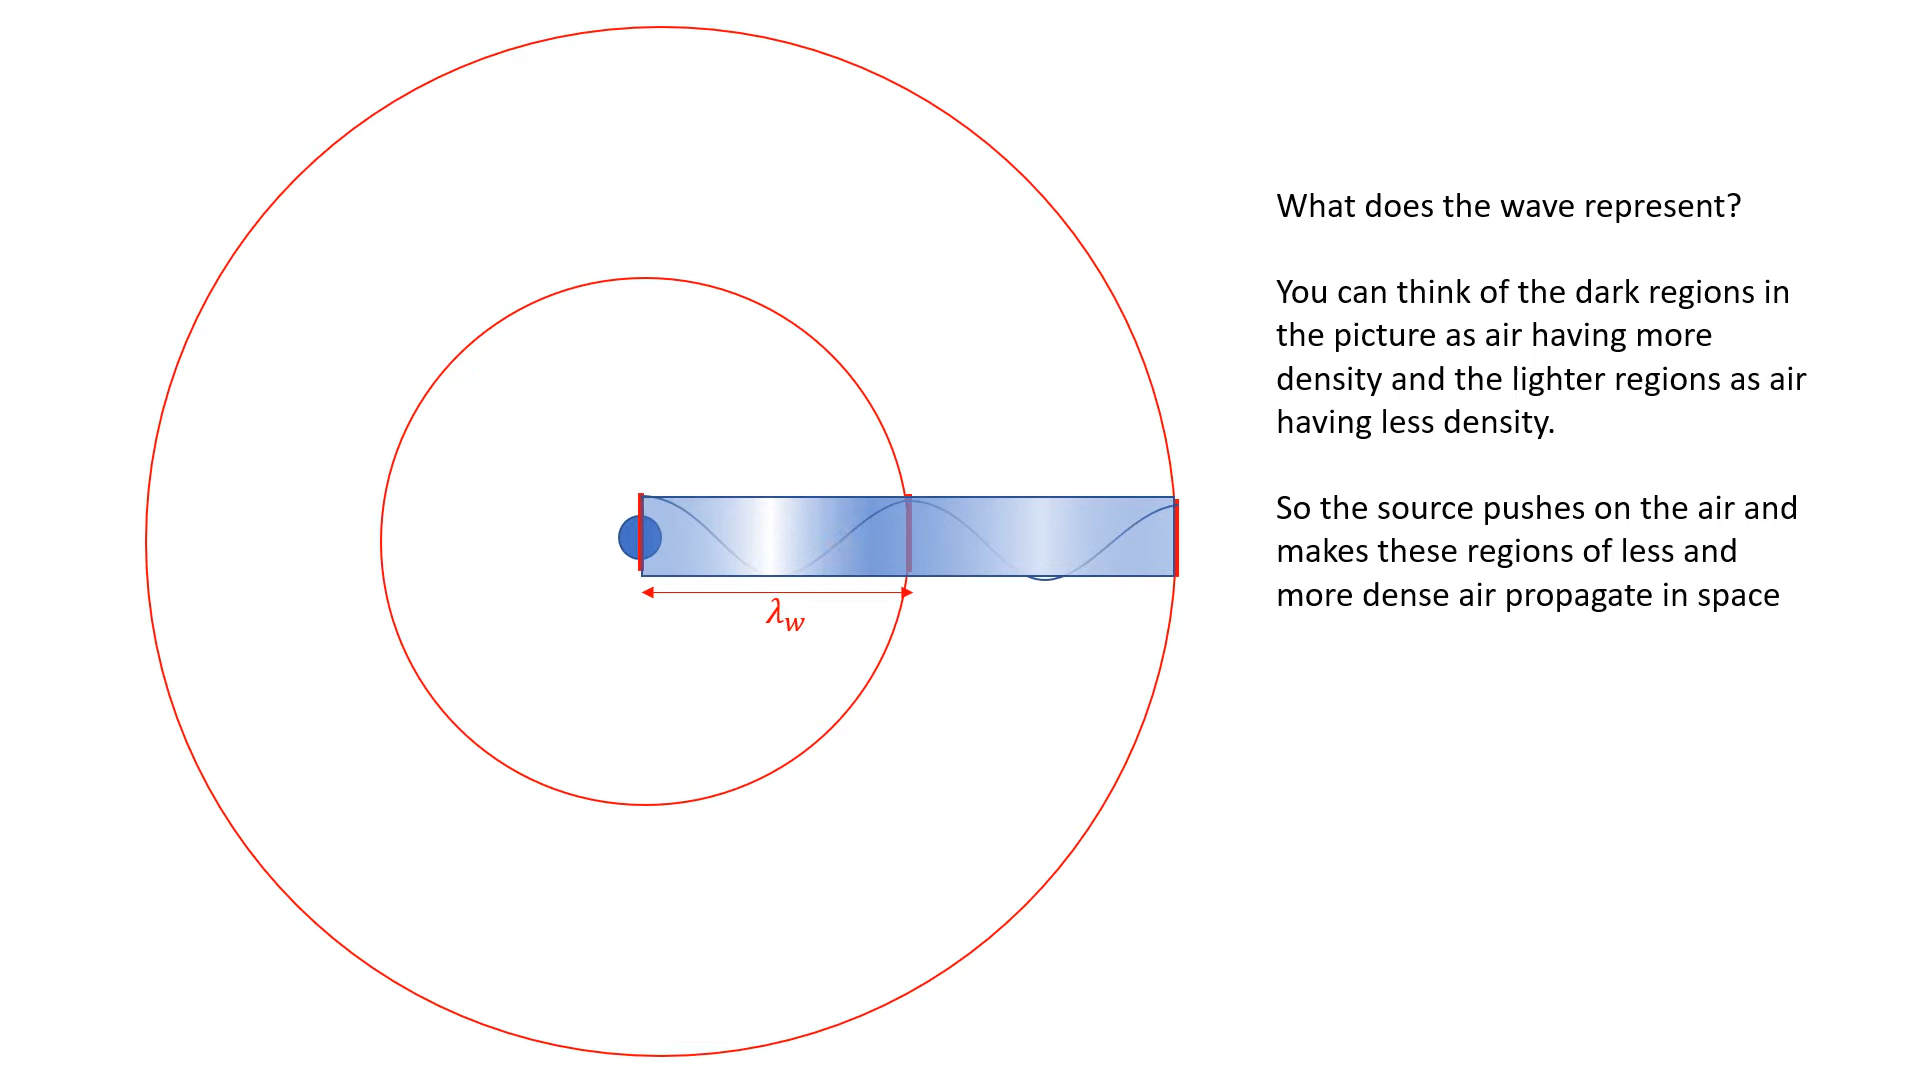 What does the wave represent?
You can think of the dark regions in
the picture as air having more
density and the lighter regions as air
having less density.
So the source pushes on the air and
makes these regions of less and
more dense air propagate in space
λw